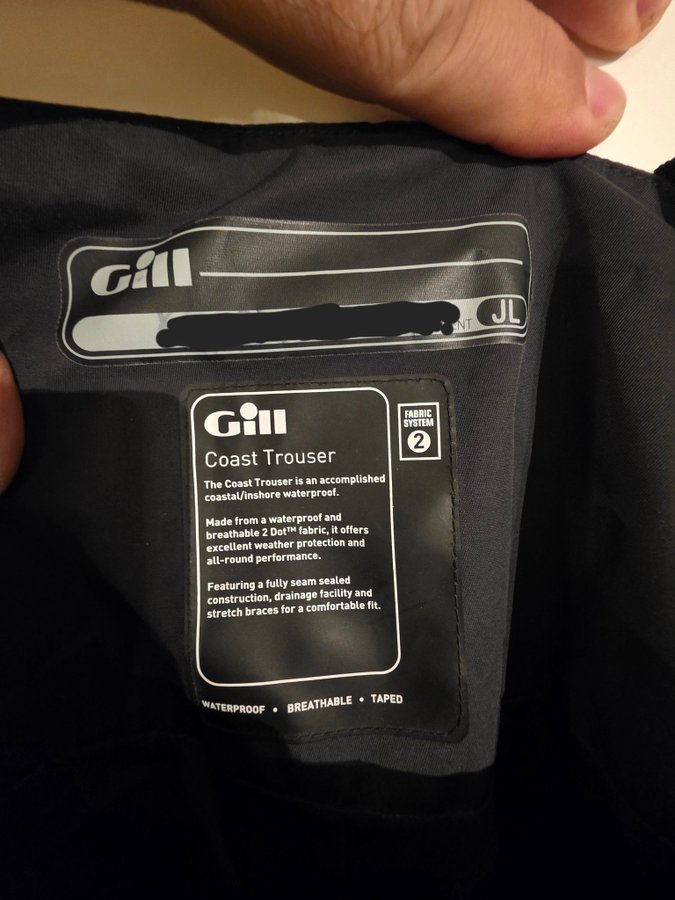 Gill
NT
JL
Gill
FABRIC
SYSTEM
2
Coast Trouser
The Coast Trouser is an accomplished
coastal/inshore waterproof.
Made from a waterproof and
breathable 2 Dot™ fabric, it offers
excellent weather protection and
all-round performance.
Featuring a fully seam sealed
construction, drainage facility and
stretch braces for a comfortable fit.
WATERPROOF • BREATHABLE • TAPED